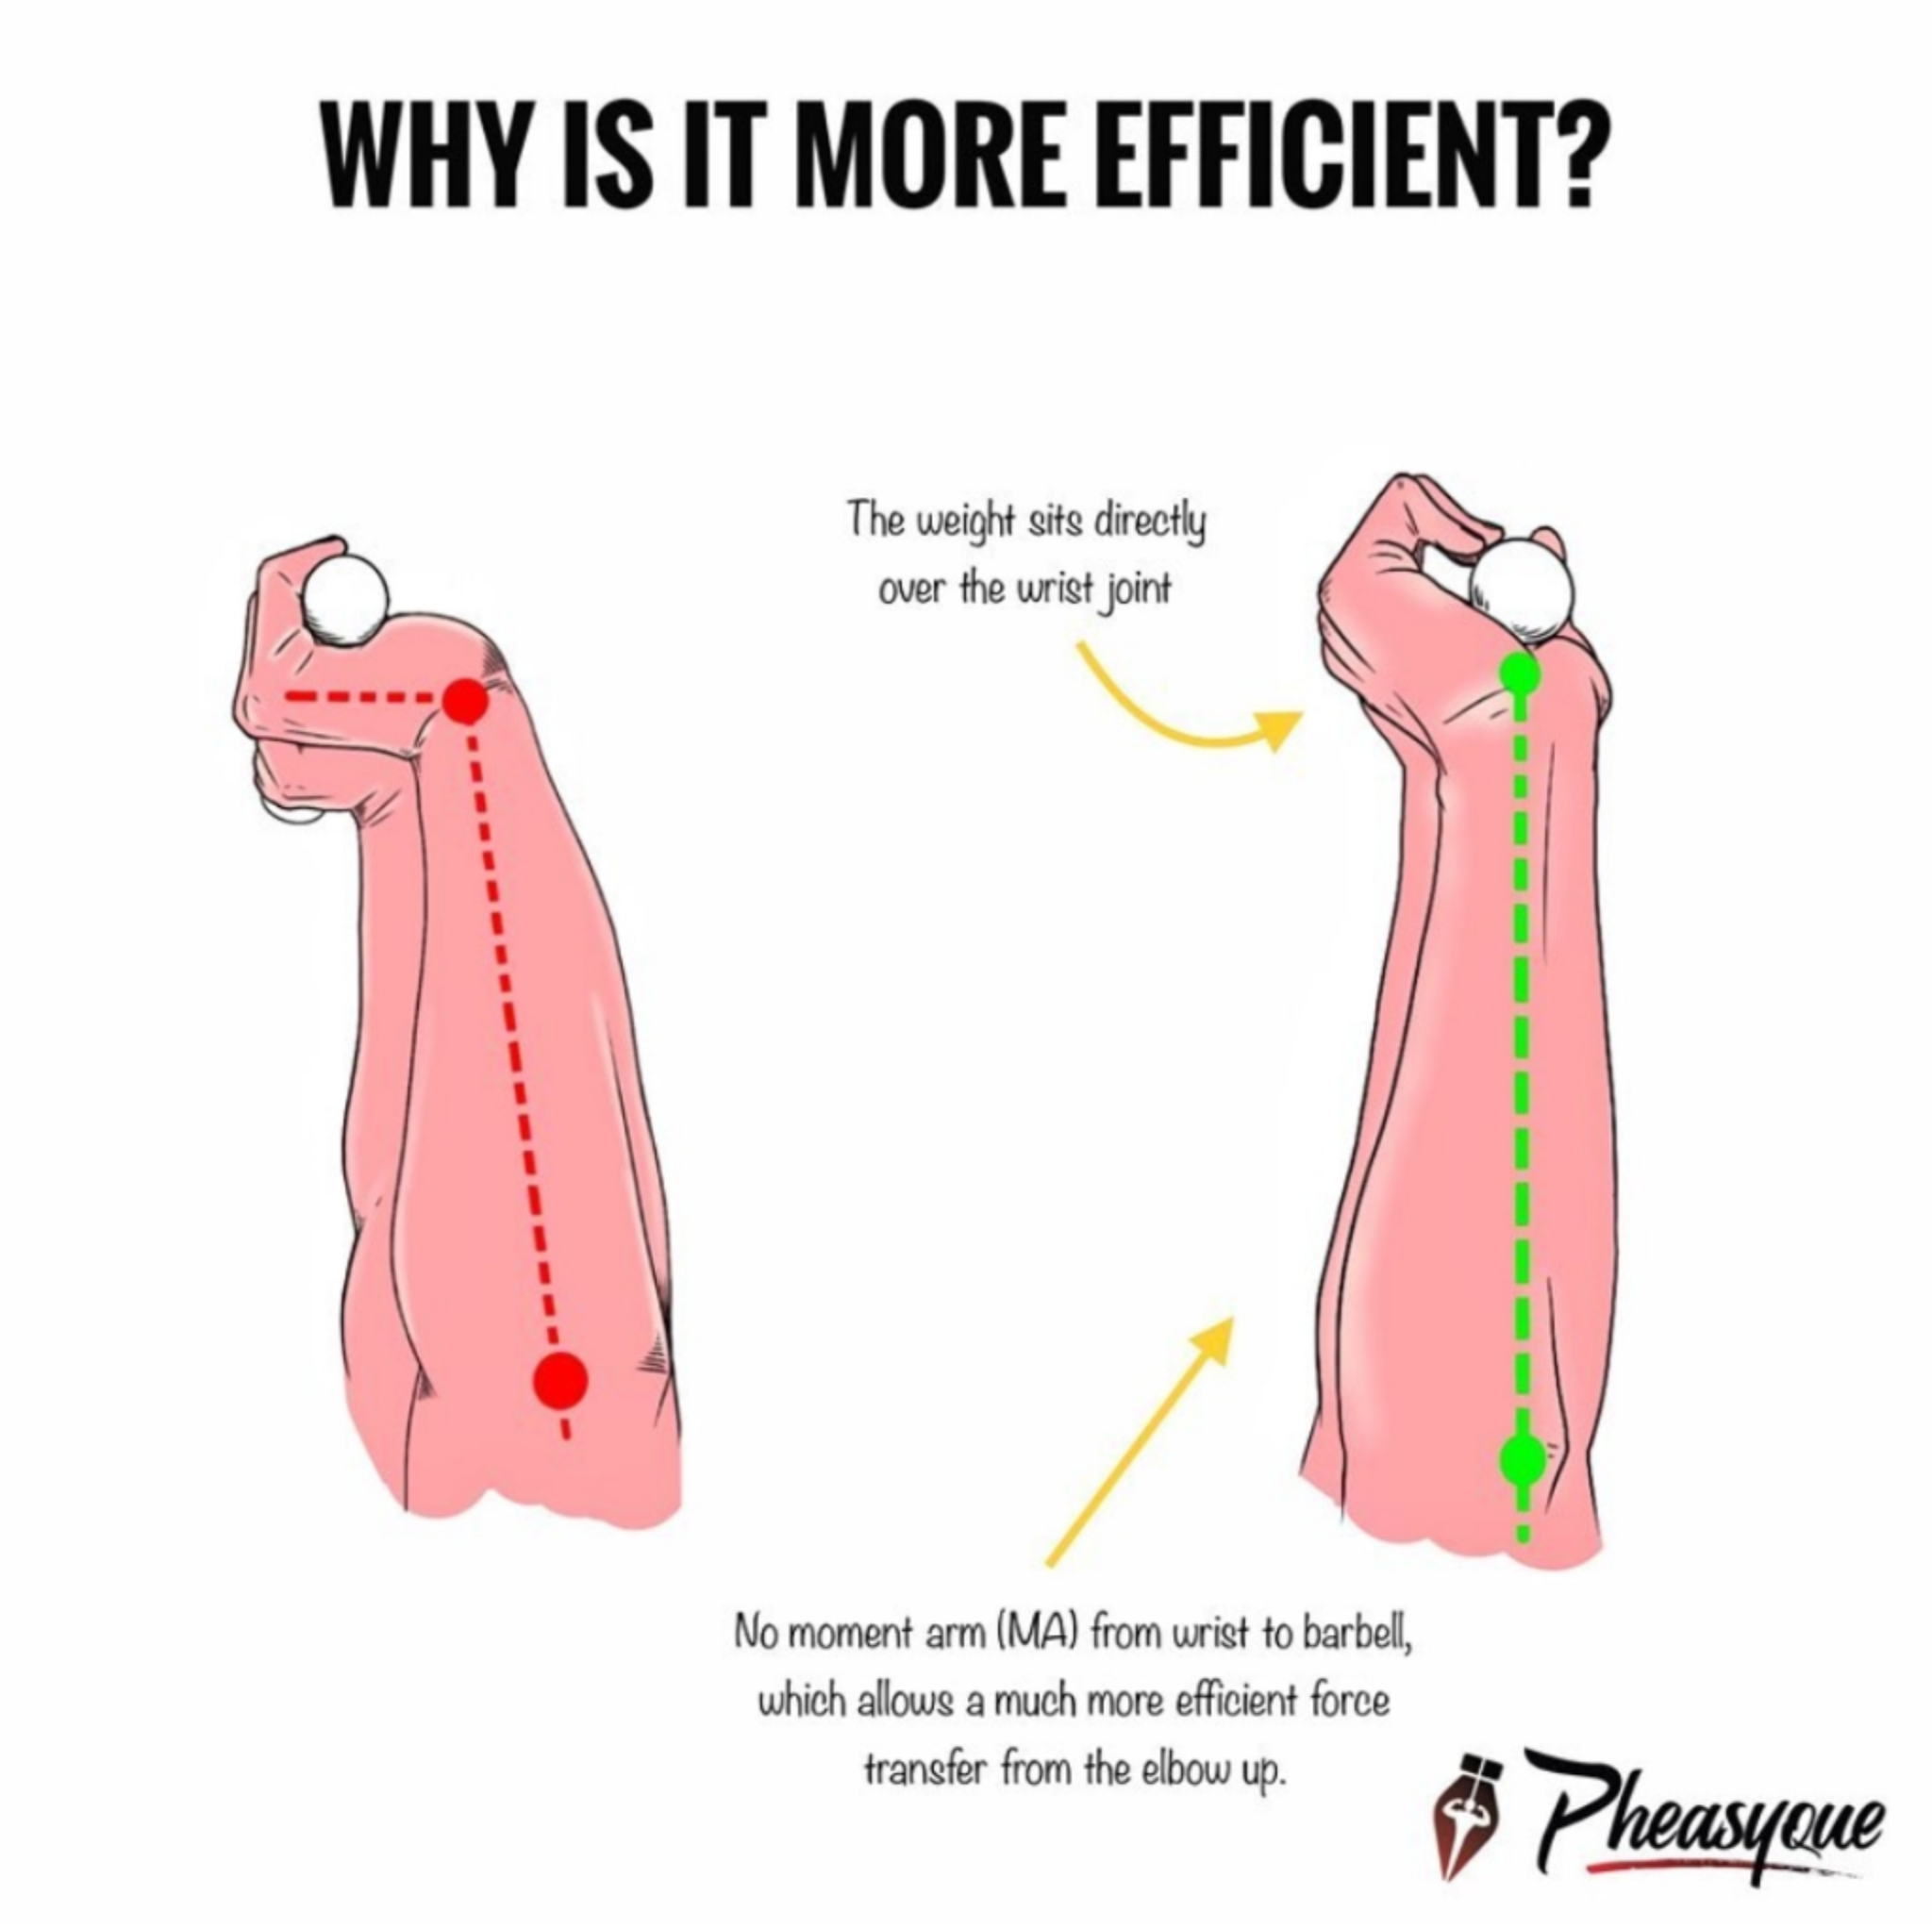 WHY IS IT MORE EFFICIENT?
The weight sits directly
over the wrist joint
No moment arm (MA) from wrist to barbell,
which allows a much more efficient force
transfer from the elbow up.
Pheasyque